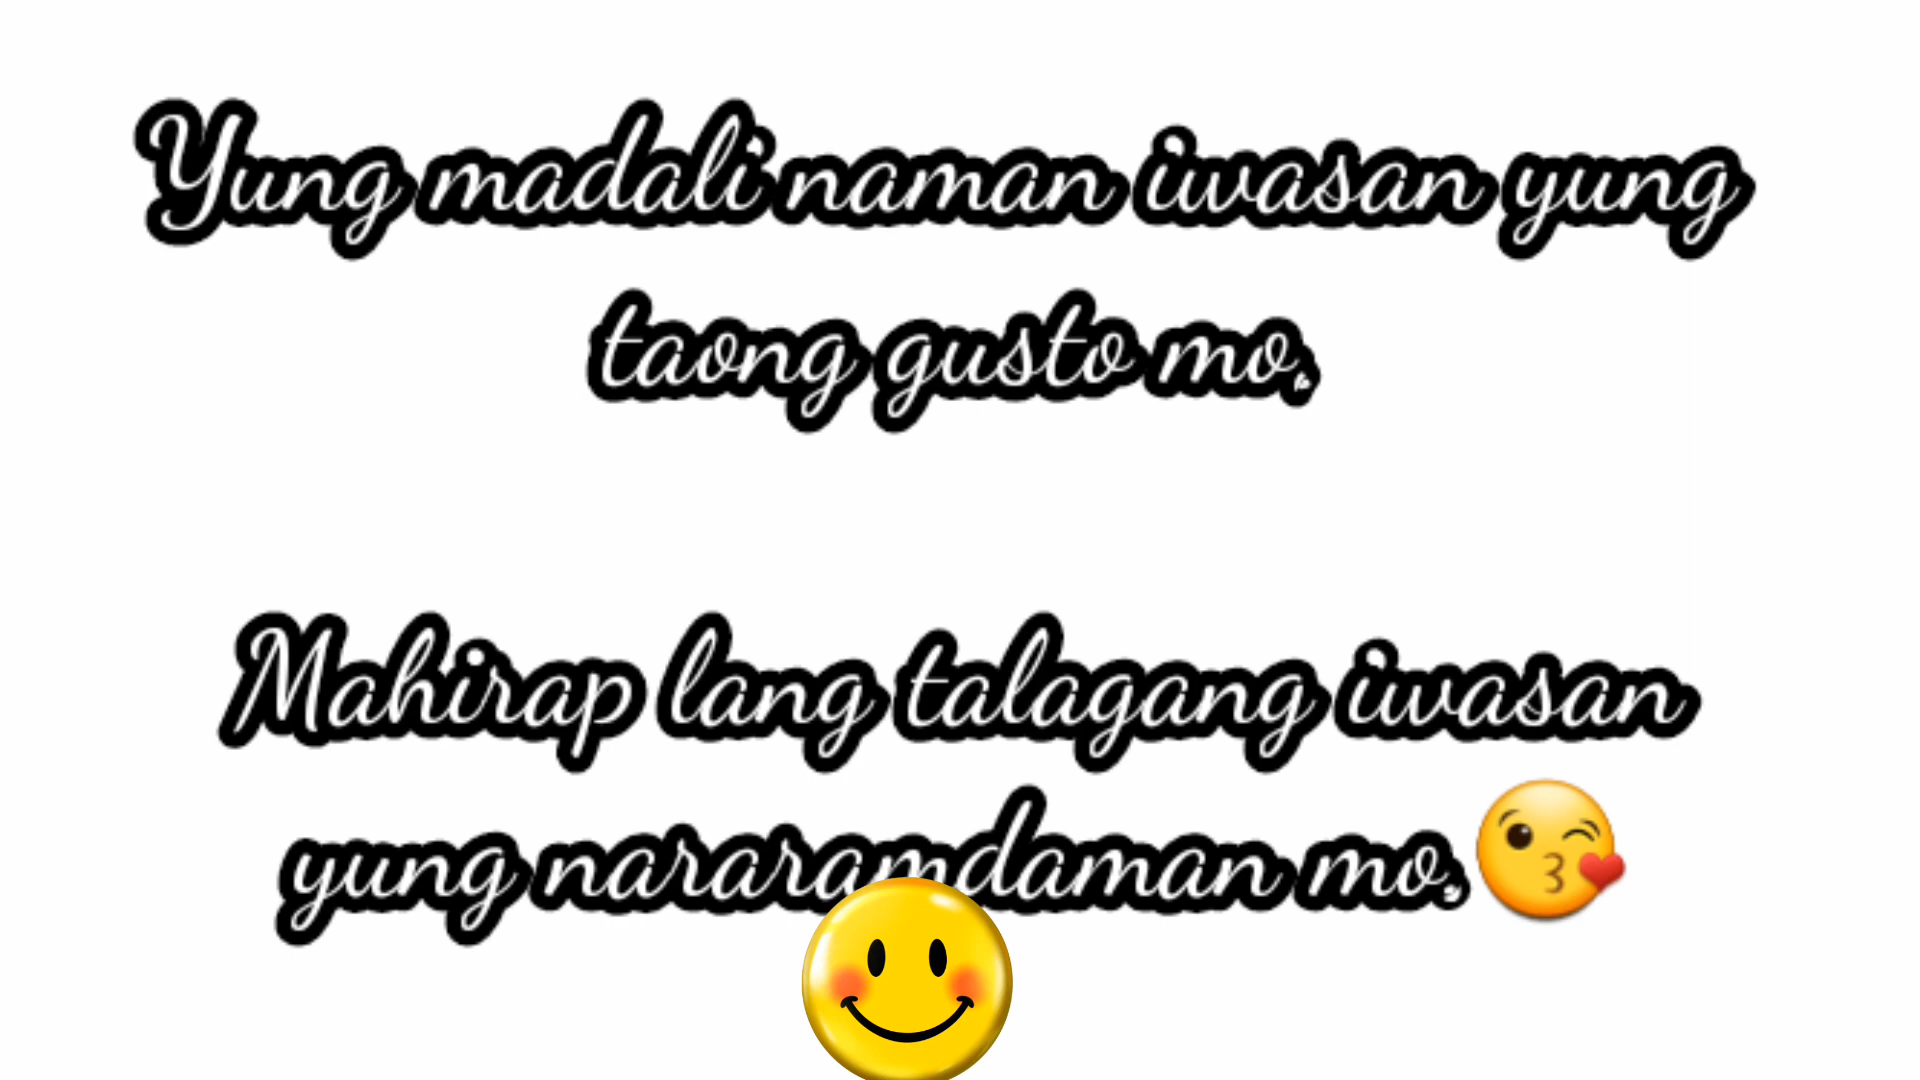 Yung madali naman iwasan yung
taong gusto mo,
Mahirap lang talagang iwasan
yung nararamdaman mo,